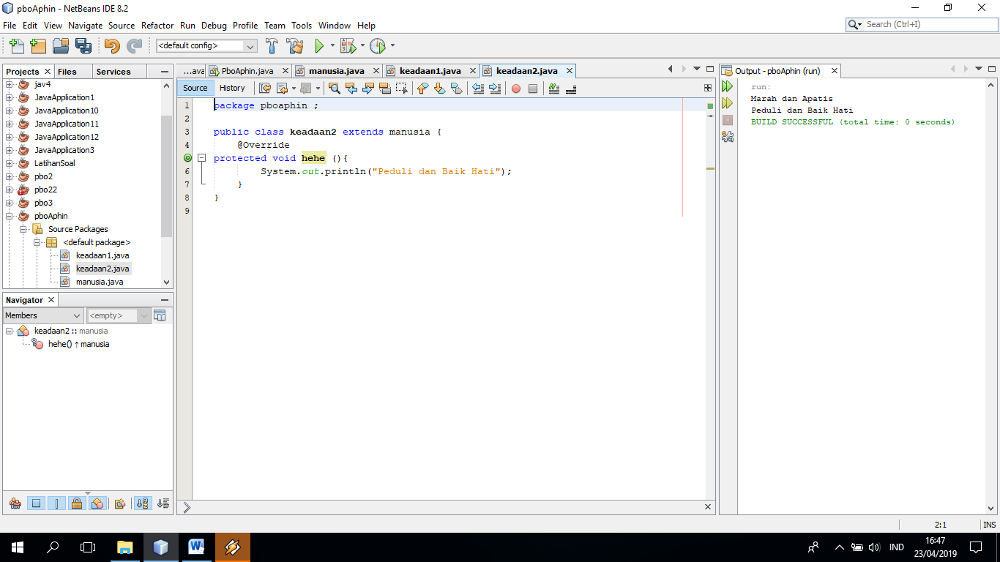 pboAphin - NetBeans IDE 8.2
File Edit View Navigate Source Refactor Run Debug Profile Team Tools Window Help
Search (Ctrl+I)
<default config>
Projects Files Services
jav4
JavaApplication1
JavaApplication10
JavaApplication11
JavaApplication12
JavaApplication3
LatihanSoal
pbo2
pbo22
pbo3
pboAphin
Source Packages
<default package>
keadaan1.java
keadaan2.java
manusia.java
Navigator
Members <empty>
keadaan2 :: manusia
hehe() ↑ manusia
...ava PboAphin.java manusia.java keadaan1.java keadaan2.java
Source History
1 package pboaphin ;
2
3 public class keadaan2 extends manusia {
4 @Override
protected void hehe (){
6 System.out.println("Peduli dan Baik Hati");
7 }
8 }
9
Output - pboAphin (run)
run:
Marah dan Apatis
Peduli dan Baik Hati
BUILD SUCCESSFUL (total time: 0 seconds)
2:1 INS
IND
16:47
23/04/2019